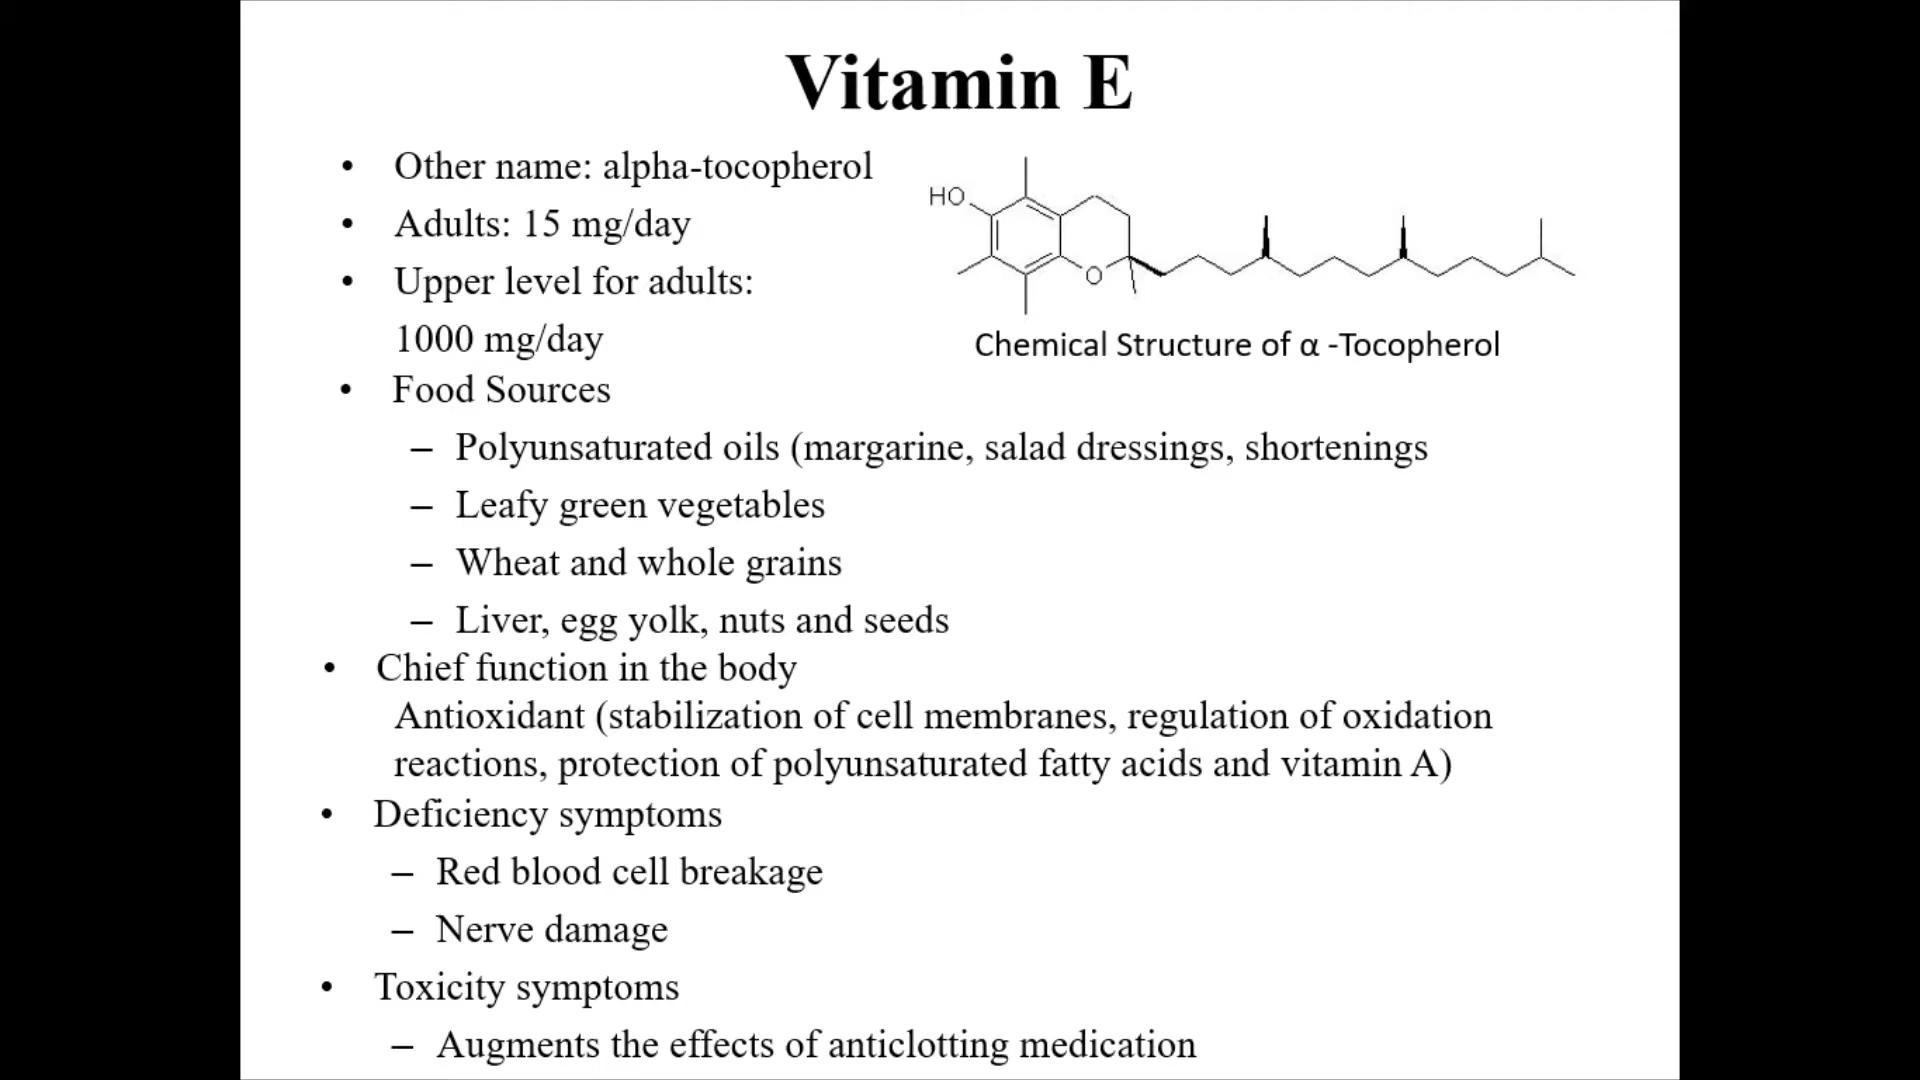 Vitamin E
• Other name: alpha-tocopherol
• Adults: 15 mg/day
• Upper level for adults:
1000 mg/day
HO
O
Chemical Structure of α -Tocopherol
• Food Sources
– Polyunsaturated oils (margarine, salad dressings, shortenings
– Leafy green vegetables
– Wheat and whole grains
– Liver, egg yolk, nuts and seeds
• Chief function in the body
Antioxidant (stabilization of cell membranes, regulation of oxidation
reactions, protection of polyunsaturated fatty acids and vitamin A)
• Deficiency symptoms
– Red blood cell breakage
– Nerve damage
• Toxicity symptoms
– Augments the effects of anticlotting medication